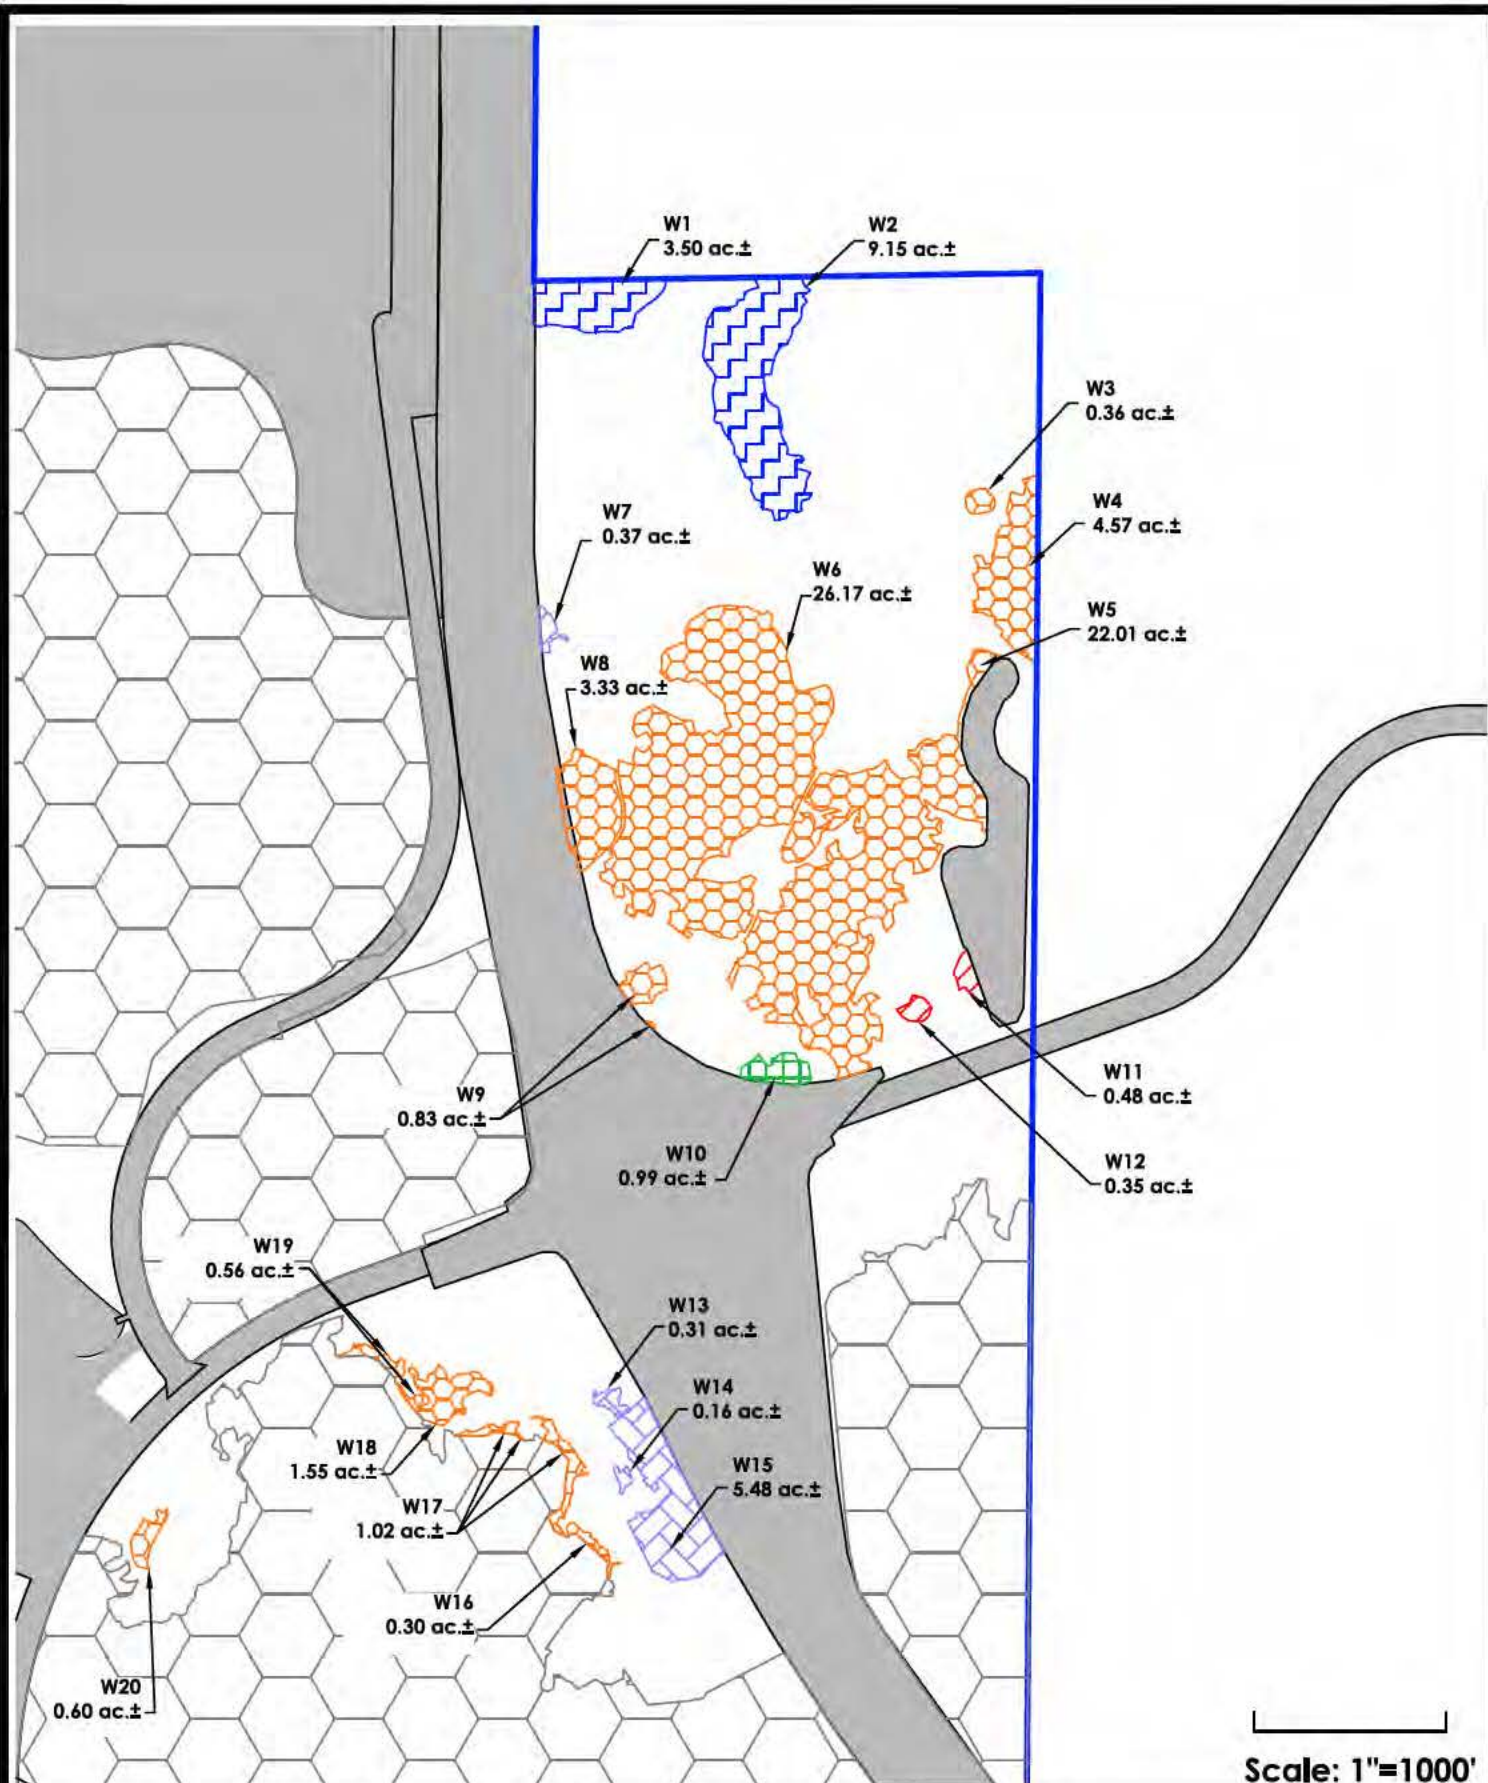 W1
3.50 ac.±
W2
9.15 ac.±
W3
0.36 ac.±
W4
4.57 ac.±
W7
0.37 ac.±
W6
26.17 ac.±
W5
22.01 ac.±
W8
3.33 ac.±
W9
0.83 ac.±
W10
0.99 ac.±
W11
0.48 ac.±
W12
0.35 ac.±
W19
0.56 ac.±
W13
0.31 ac.±
W14
0.16 ac.±
W18
1.55 ac.±
W15
5.48 ac.±
W17
1.02 ac.±
W16
0.30 ac.±
W20
0.60 ac.±
Scale: 1"=1000'